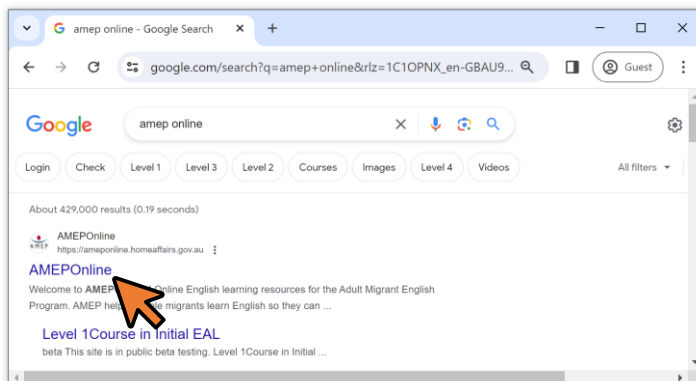 amep online - Google Search
google.com/search?q=amep+online&rlz=1C1OPNX_en-GBAU9...
Guest
Google
amep online
Login Check Level 1 Level 3 Level 2 Courses Images Level 4 Videos All filters
About 429,000 results (0.19 seconds)
AMEP
AMEPOnline
https://ameponline.homeaffairs.gov.au
AMEPOnline
Welcome to AMEP Online English learning resources for the Adult Migrant English
Program. AMEP help le migrants learn English so they can ...
Level 1Course in Initial EAL
beta This site is in public beta testing. Level 1Course in Initial ...